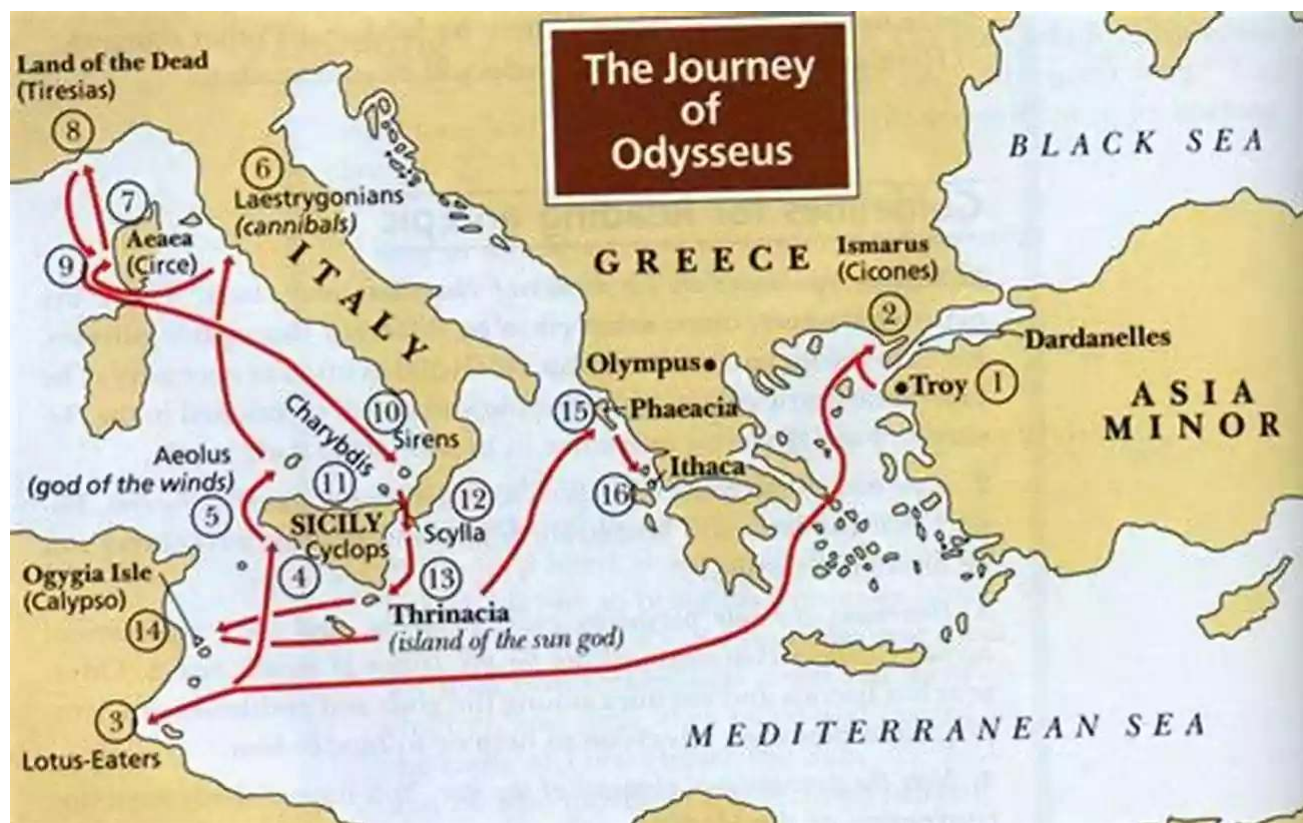 The Journey
of
Odysseus
Land of the Dead
(Tiresias)
8
BLACK SEA
6
Laestrygonians
(cannibals)
7
Aeaea
(Circe)
9
ITALY
GREECE
Ismarus
(Cicones)
2
Dardanelles
Olympus
Troy 1
ASIA
MINOR
15 Phaeacia
10
Sirens
Charybdis
11
Aeolus
(god of the winds)
5
Ithaca
16
12
Scylla
SICILY
Cyclops
4
13
Ogygia Isle
(Calypso)
14
Thrinacia
(island of the sun god)
3
Lotus-Eaters
MEDITERRANEAN SEA